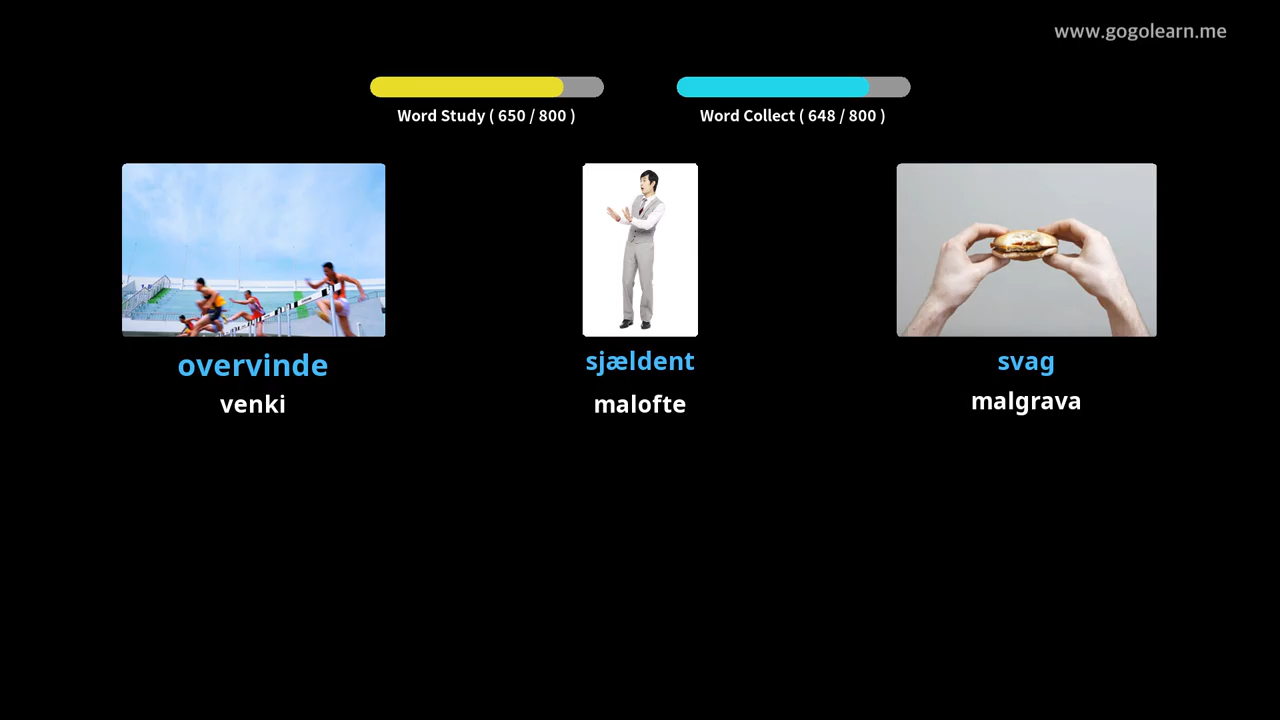 www.gogolearn.me
Word Study ( 650 / 800 )
Word Collect ( 648 / 800 )
overvinde
venki
sjældent
malofte
svag
malgrava